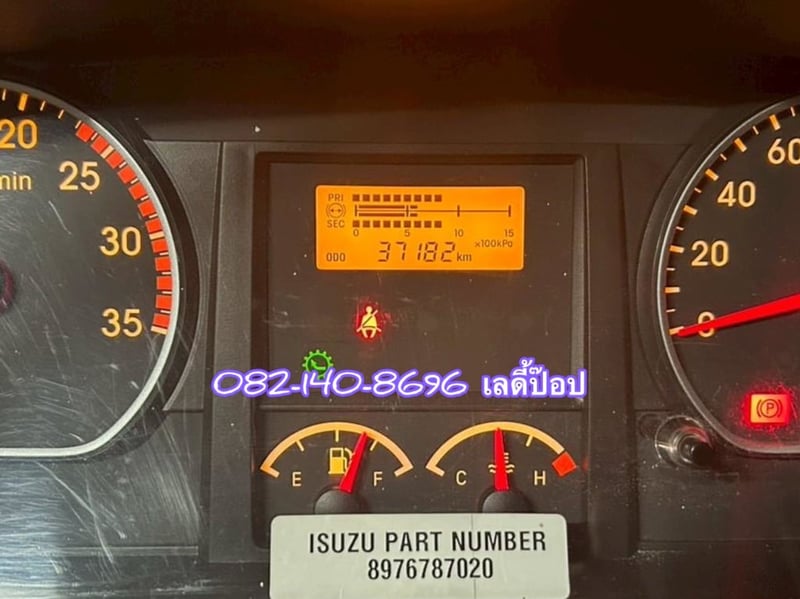 20
min
25
30
35
PRI
SEC
0 5 10 15
x100kPa
ODO 37182 km
60
40
20
0
082-140-8696 เลดี้ป๊อป
E F
C H
P
ISUZU PART NUMBER
8976787020